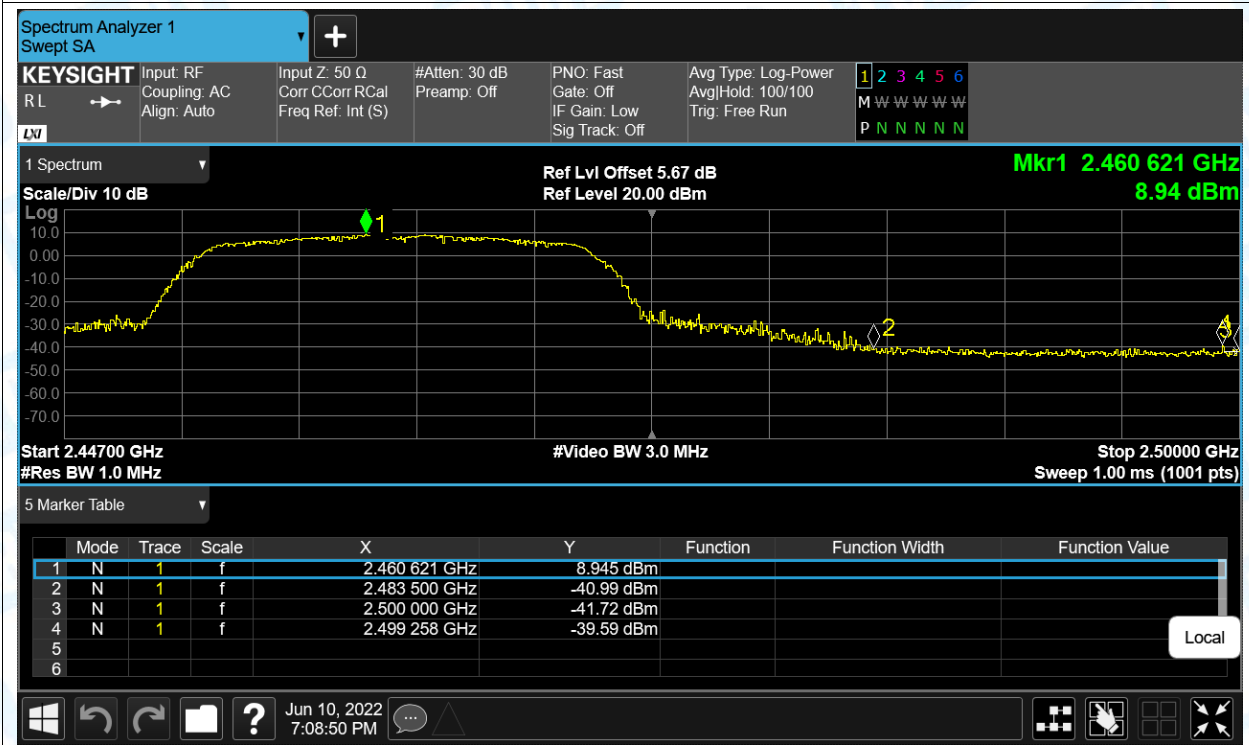 Spectrum Analyzer 1
Swept SA
KEYSIGHT
R L
LXI
Input: RF
Coupling: AC
Align: Auto
Input Z: 50 Ω
Corr CCorr RCal
Freq Ref: Int (S)
#Atten: 30 dB
Preamp: Off
PNO: Fast
Gate: Off
IF Gain: Low
Sig Track: Off
Avg Type: Log-Power
Avg|Hold: 100/100
Trig: Free Run
1 2 3 4 5 6
M W W W W W
P N N N N N
1 Spectrum
Scale/Div 10 dB
Ref Lvl Offset 5.67 dB
Ref Level 20.00 dBm
Mkr1 2.460 621 GHz
8.94 dBm
Log
10.0
0.00
-10.0
-20.0
-30.0
-40.0
-50.0
-60.0
-70.0
1
2
3
Start 2.44700 GHz
#Video BW 3.0 MHz
Stop 2.50000 GHz
#Res BW 1.0 MHz
Sweep 1.00 ms (1001 pts)
5 Marker Table
Mode Trace Scale X Y Function Function Width Function Value
1 N 1 f 2.460 621 GHz 8.945 dBm
2 N 1 f 2.483 500 GHz -40.99 dBm
3 N 1 f 2.500 000 GHz -41.72 dBm
4 N 1 f 2.499 258 GHz -39.59 dBm
5
6
Local
?
Jun 10, 2022
7:08:50 PM